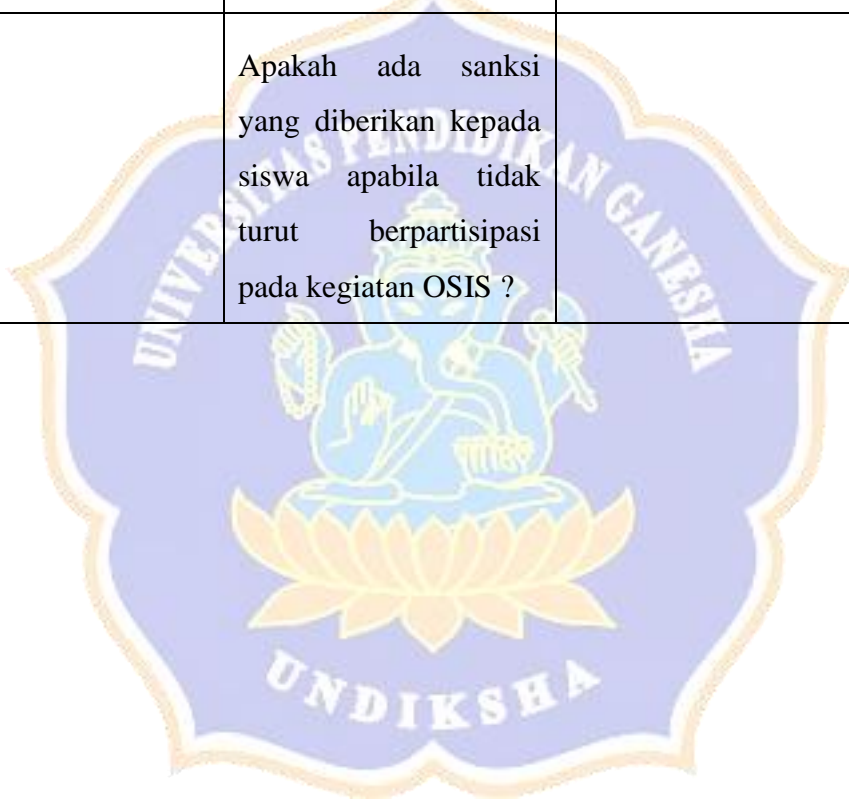 Apakah ada sanksi
yang diberikan kepada
siswa apabila tidak
turut berpartisipasi
pada kegiatan OSIS ?
UNIVERSITAS PENDIDIKAN GANESHA
UNDIKSHA